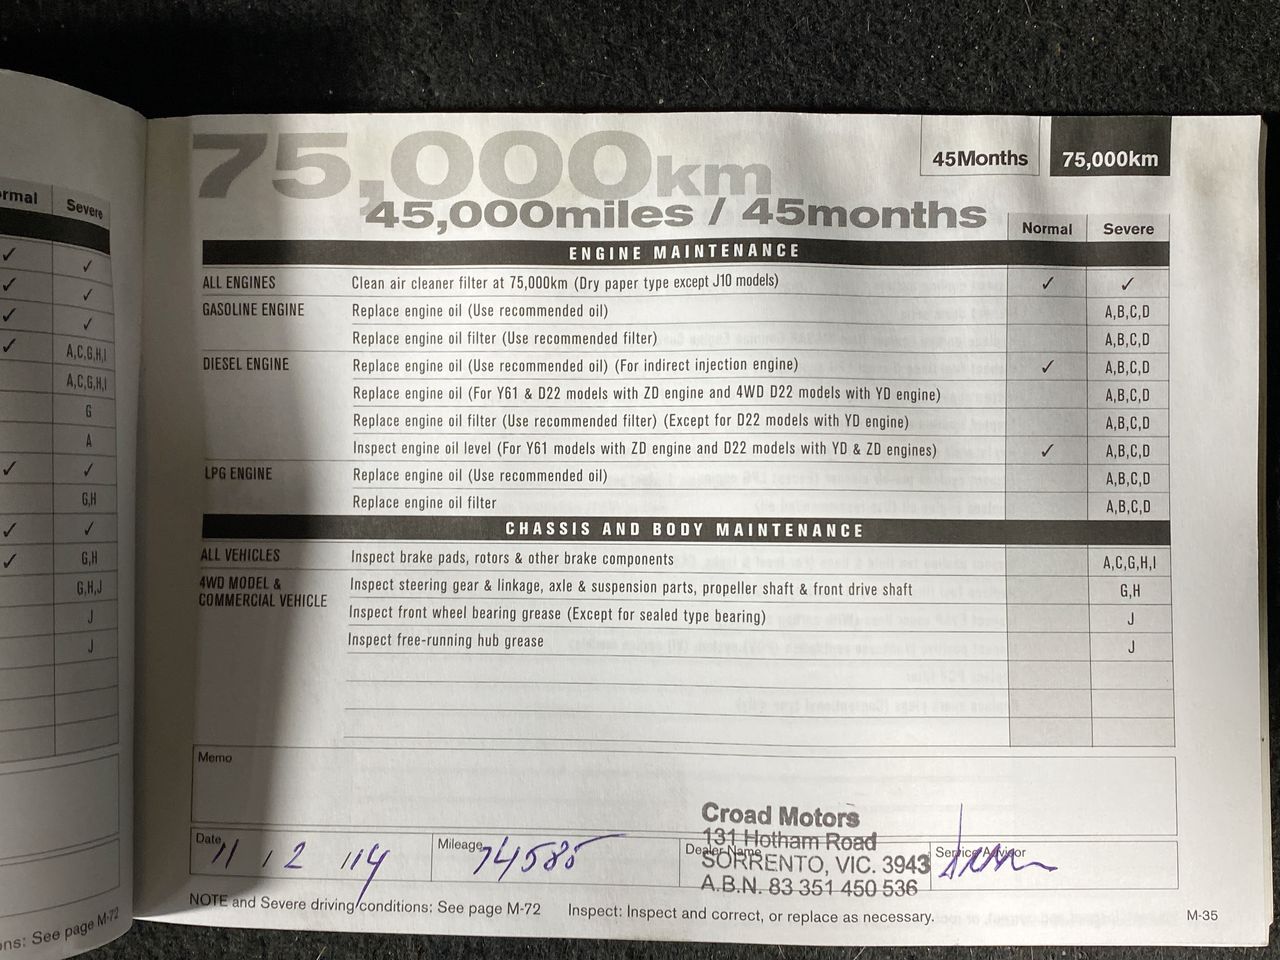 rmal Severe
✓ ✓
✓ ✓
✓ ✓
✓ A,C,G,H,I
A,C,G,H,I
G
A
✓ ✓
G,H
✓ ✓
✓ G,H
G,H,J
J
J
ons: See page M-72
75,000km
45,000miles / 45months
45Months 75,000km
Normal Severe
ENGINE MAINTENANCE
ALL ENGINES Clean air cleaner filter at 75,000km (Dry paper type except J10 models) ✓ ✓
GASOLINE ENGINE Replace engine oil (Use recommended oil) A,B,C,D
Replace engine oil filter (Use recommended filter) A,B,C,D
DIESEL ENGINE Replace engine oil (Use recommended oil) (For indirect injection engine) ✓ A,B,C,D
Replace engine oil (For Y61 & D22 models with ZD engine and 4WD D22 models with YD engine) A,B,C,D
Replace engine oil filter (Use recommended filter) (Except for D22 models with YD engine) A,B,C,D
Inspect engine oil level (For Y61 models with ZD engine and D22 models with YD & ZD engines) ✓ A,B,C,D
LPG ENGINE Replace engine oil (Use recommended oil) A,B,C,D
Replace engine oil filter A,B,C,D
CHASSIS AND BODY MAINTENANCE
ALL VEHICLES Inspect brake pads, rotors & other brake components A,C,G,H,I
4WD MODEL & COMMERCIAL VEHICLE Inspect steering gear & linkage, axle & suspension parts, propeller shaft & front drive shaft G,H
Inspect front wheel bearing grease (Except for sealed type bearing) J
Inspect free-running hub grease J
Memo
Date 11 / 2 / 14
Mileage 74585
Dealer Name
Croad Motors
131 Hotham Road
SORRENTO, VIC. 3943
A.B.N. 83 351 450 536
Service Advisor
NOTE and Severe driving conditions: See page M-72 Inspect: Inspect and correct, or replace as necessary.
M-35